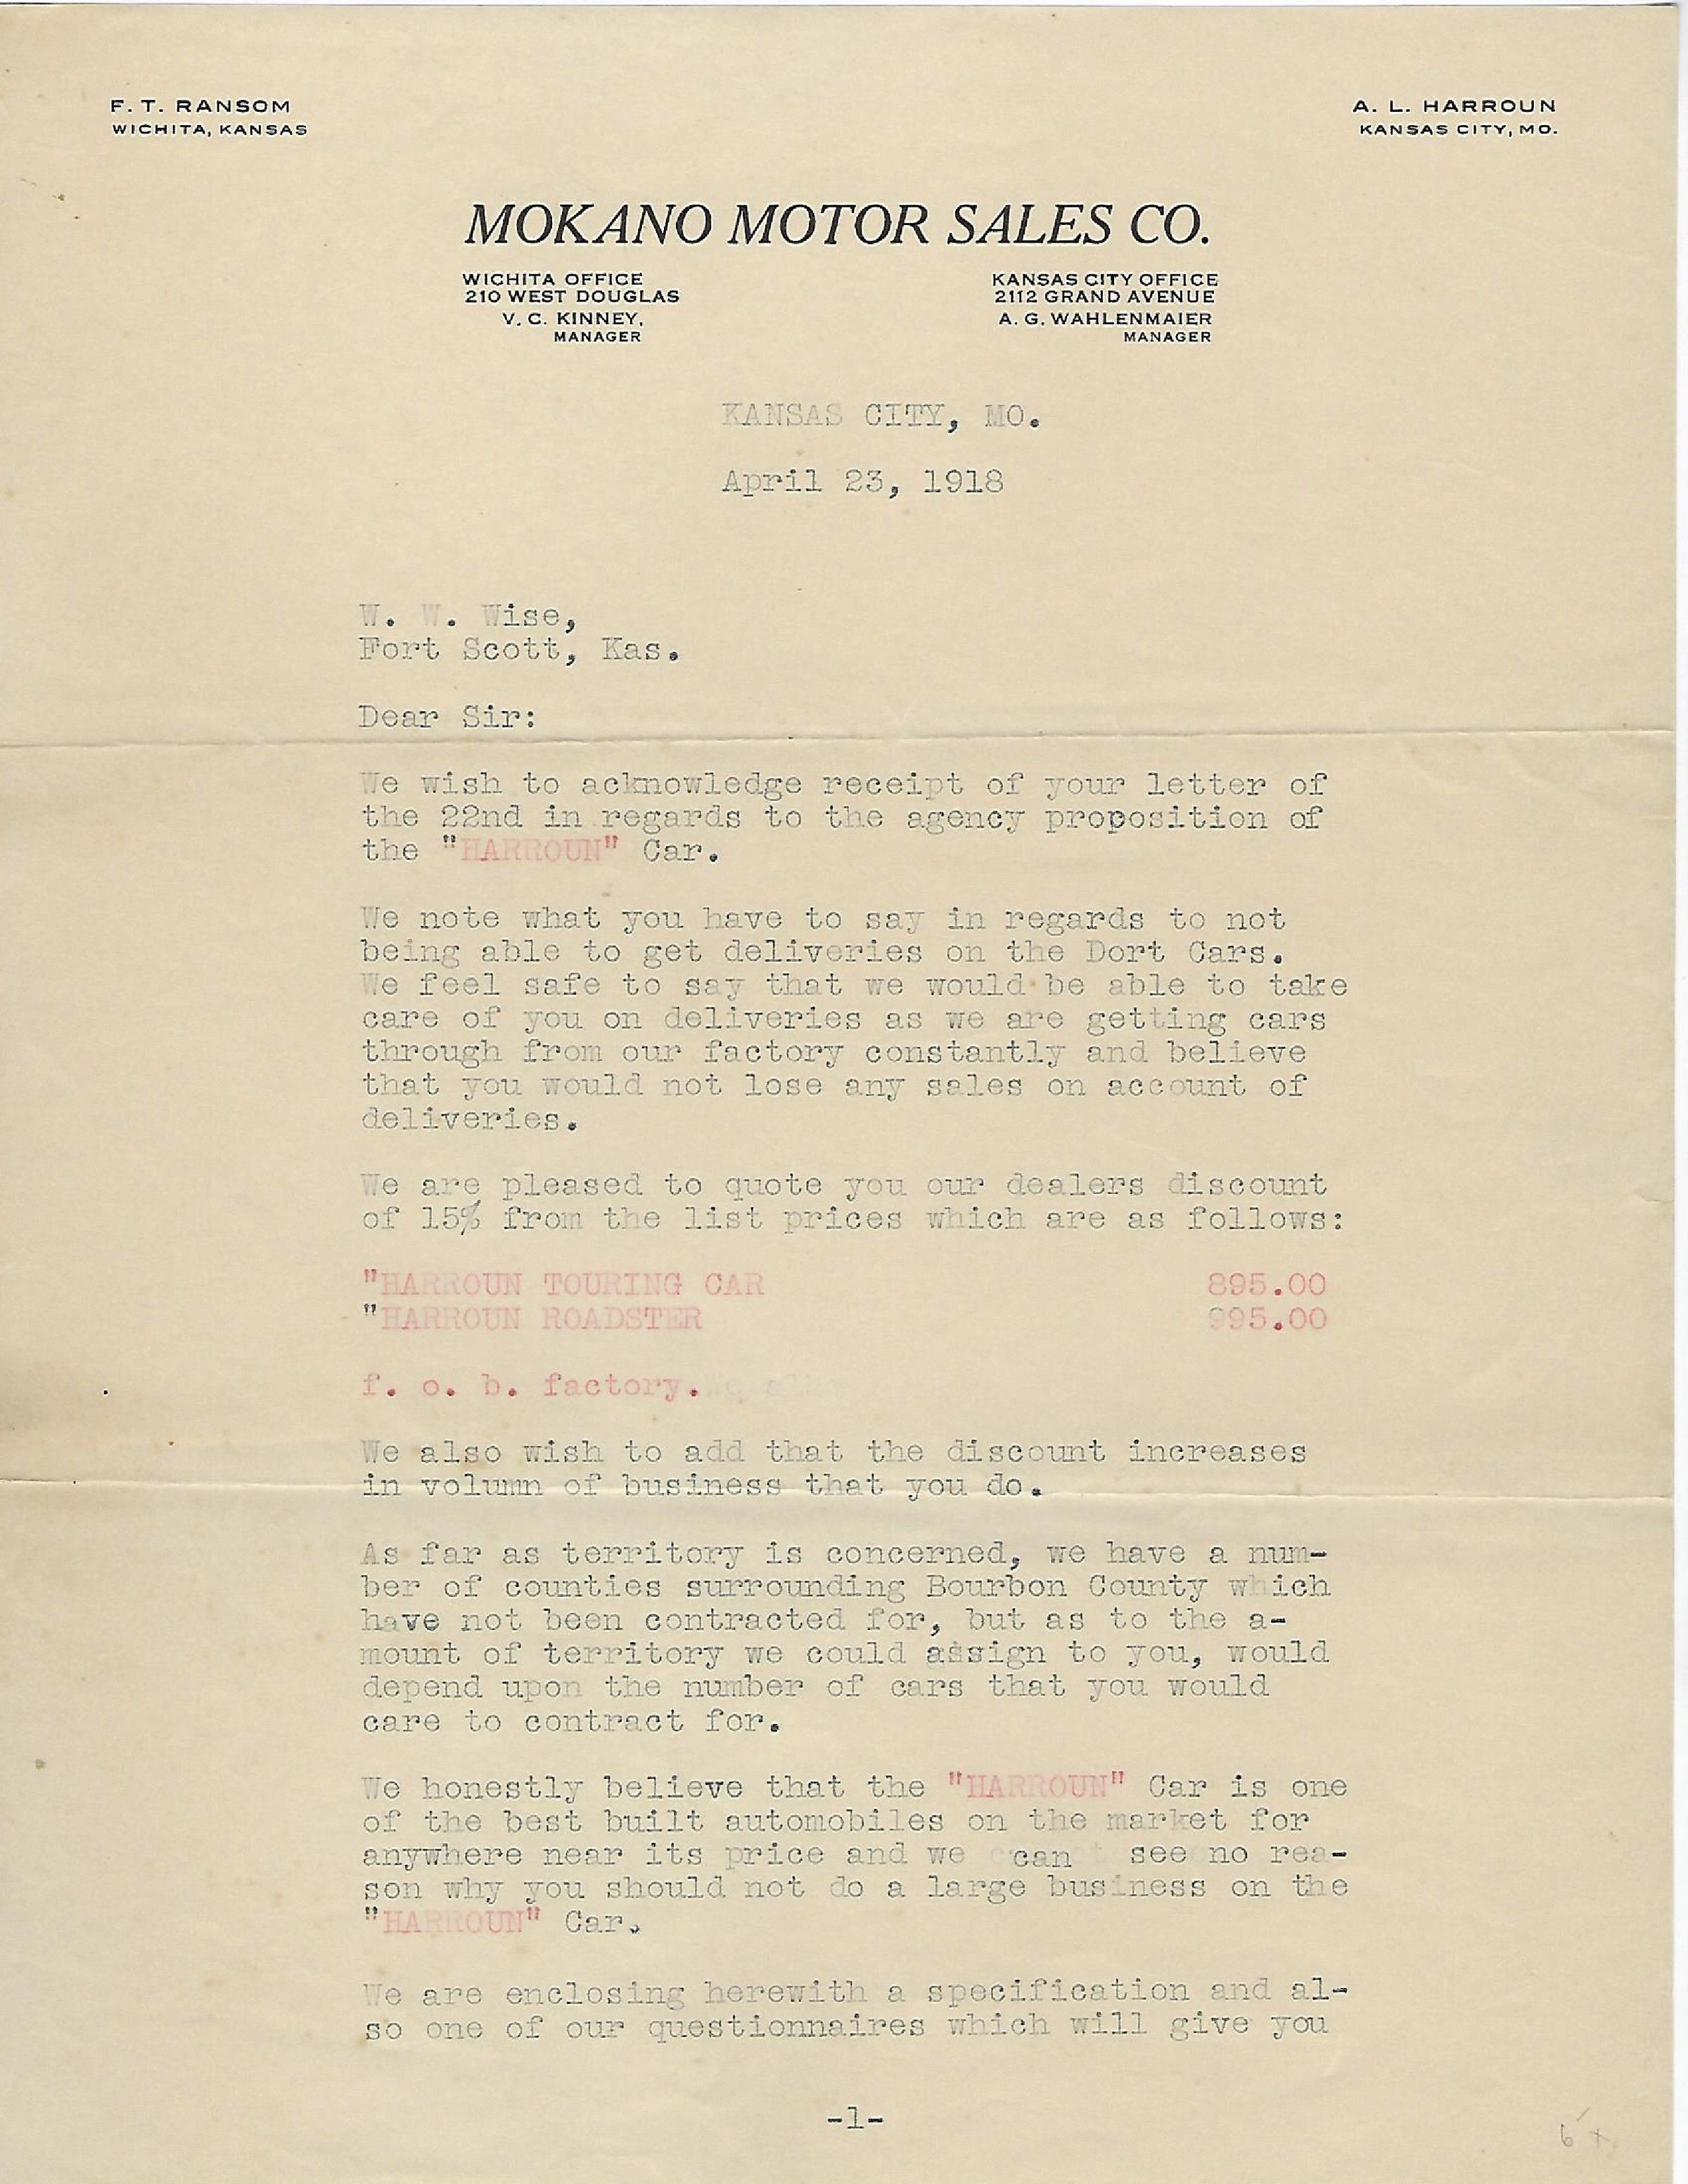 F. T. RANSOM
WICHITA, KANSAS
A. L. HARROUN
KANSAS CITY, MO.
MOKANO MOTOR SALES CO.
WICHITA OFFICE
210 WEST DOUGLAS
V. C. KINNEY,
MANAGER
KANSAS CITY OFFICE
2112 GRAND AVENUE
A. G. WAHLENMAIER
MANAGER
KANSAS CITY, MO.
April 23, 1918
W. W. Wise,
Fort Scott, Kas.
Dear Sir:
We wish to acknowledge receipt of your letter of
the 22nd in regards to the agency proposition of
the "HARROUN" Car.
We note what you have to say in regards to not
being able to get deliveries on the Dort Cars.
We feel safe to say that we would be able to take
care of you on deliveries as we are getting cars
through from our factory constantly and believe
that you would not lose any sales on account of
deliveries.
We are pleased to quote you our dealers discount
of 15% from the list prices which are as follows:
"HARROUN TOURING CAR 895.00
"HARROUN ROADSTER 995.00
f. o. b. factory.
We also wish to add that the discount increases
in volumn of business that you do.
As far as territory is concerned, we have a num-
ber of counties surrounding Bourbon County which
have not been contracted for, but as to the a-
mount of territory we could assign to you, would
depend upon the number of cars that you would
care to contract for.
We honestly believe that the "HARROUN" Car is one
of the best built automobiles on the market for
anywhere near its price and we can see no rea-
son why you should not do a large business on the
"HARROUN" Car.
We are enclosing herewith a specification and al-
so one of our questionnaires which will give you
-1-